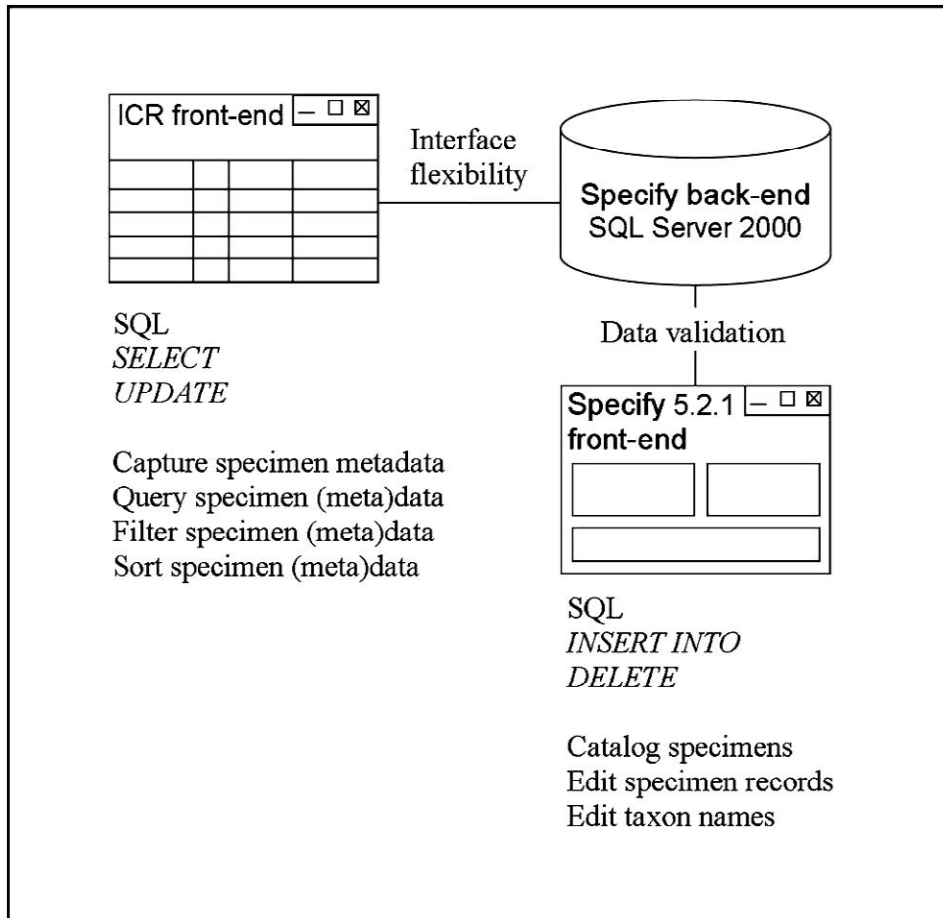 ICR front-end
Interface
flexibility
Specify back-end
SQL Server 2000
SQL
SELECT
UPDATE
Data validation
Specify 5.2.1
front-end
Capture specimen metadata
Query specimen (meta)data
Filter specimen (meta)data
Sort specimen (meta)data
SQL
INSERT INTO
DELETE
Catalog specimens
Edit specimen records
Edit taxon names